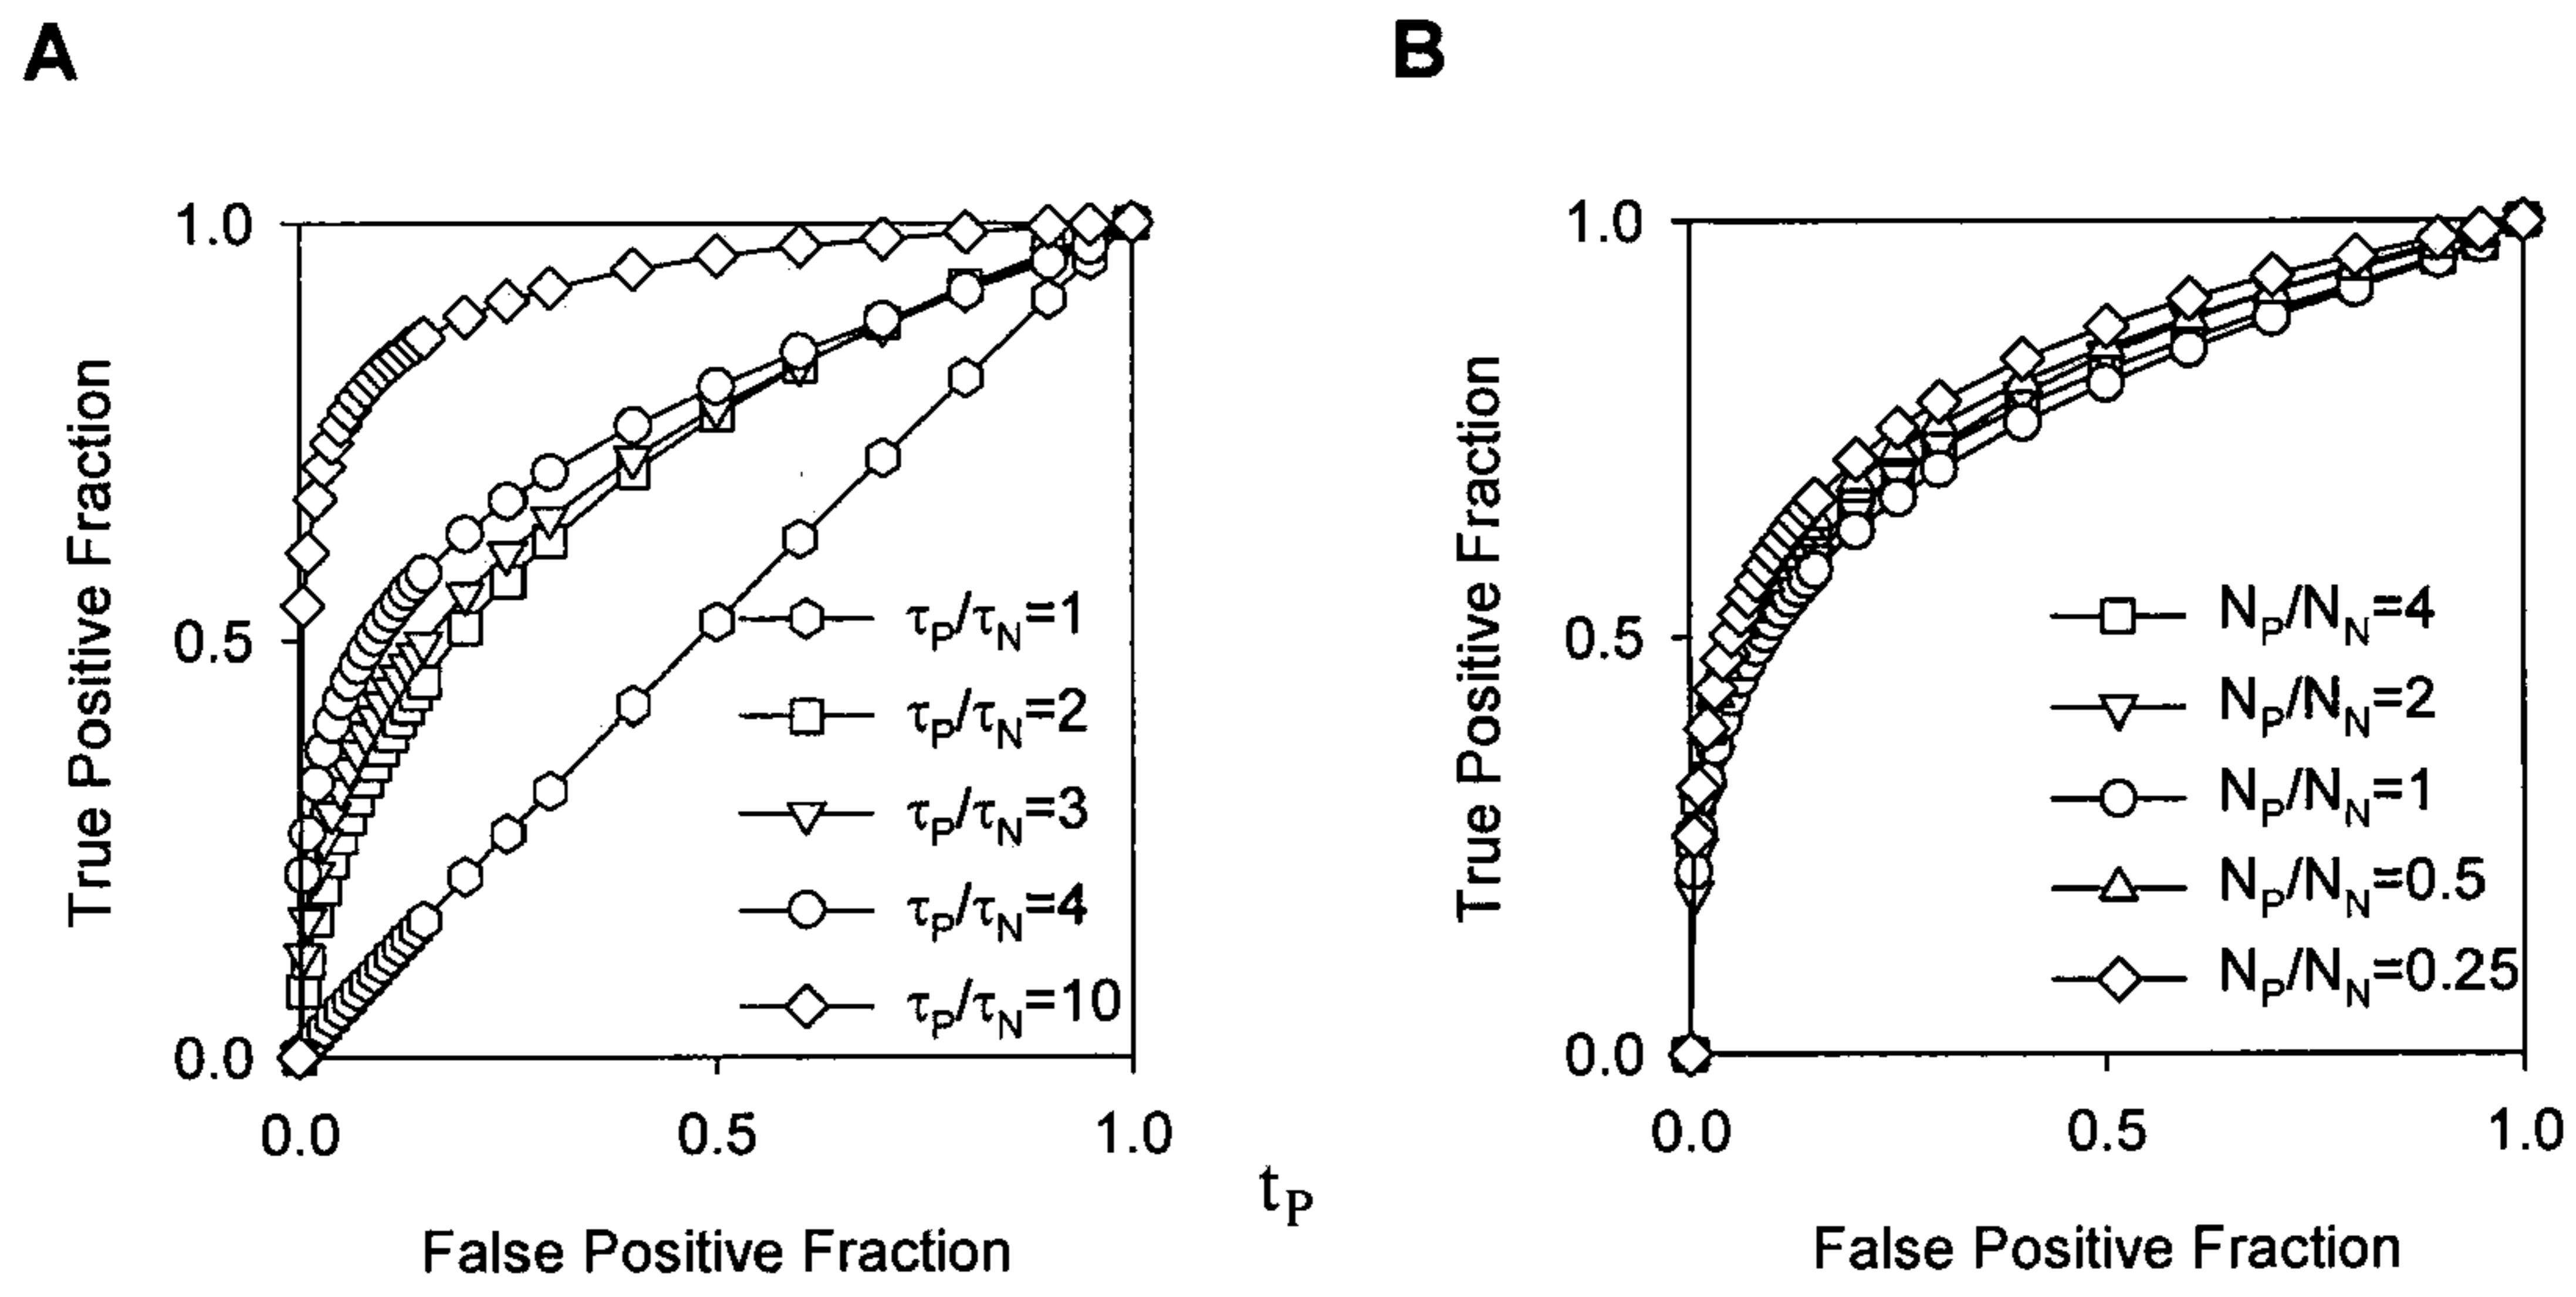 A
True Positive Fraction
1.0
0.5
0.0
0.0 0.5 1.0
False Positive Fraction
τP/τN=1
τP/τN=2
τP/τN=3
τP/τN=4
τP/τN=10
tP
B
True Positive Fraction
1.0
0.5
0.0
0.0 0.5 1.0
False Positive Fraction
NP/NN=4
NP/NN=2
NP/NN=1
NP/NN=0.5
NP/NN=0.25